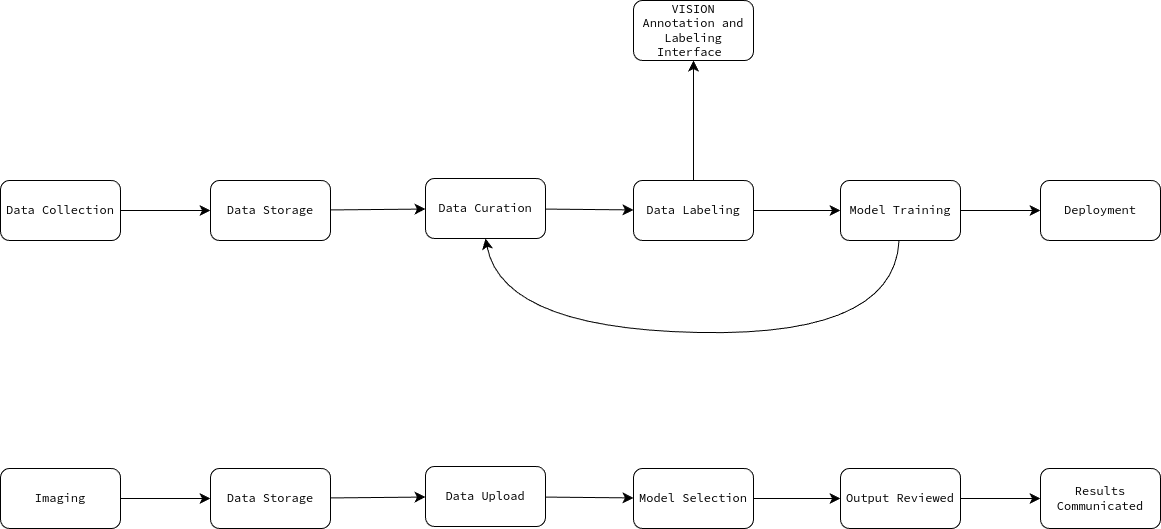 VISION
Annotation and
Labeling
Interface
Data Collection
Data Storage
Data Curation
Data Labeling
Model Training
Deployment
Imaging
Data Storage
Data Upload
Model Selection
Output Reviewed
Results
Communicated